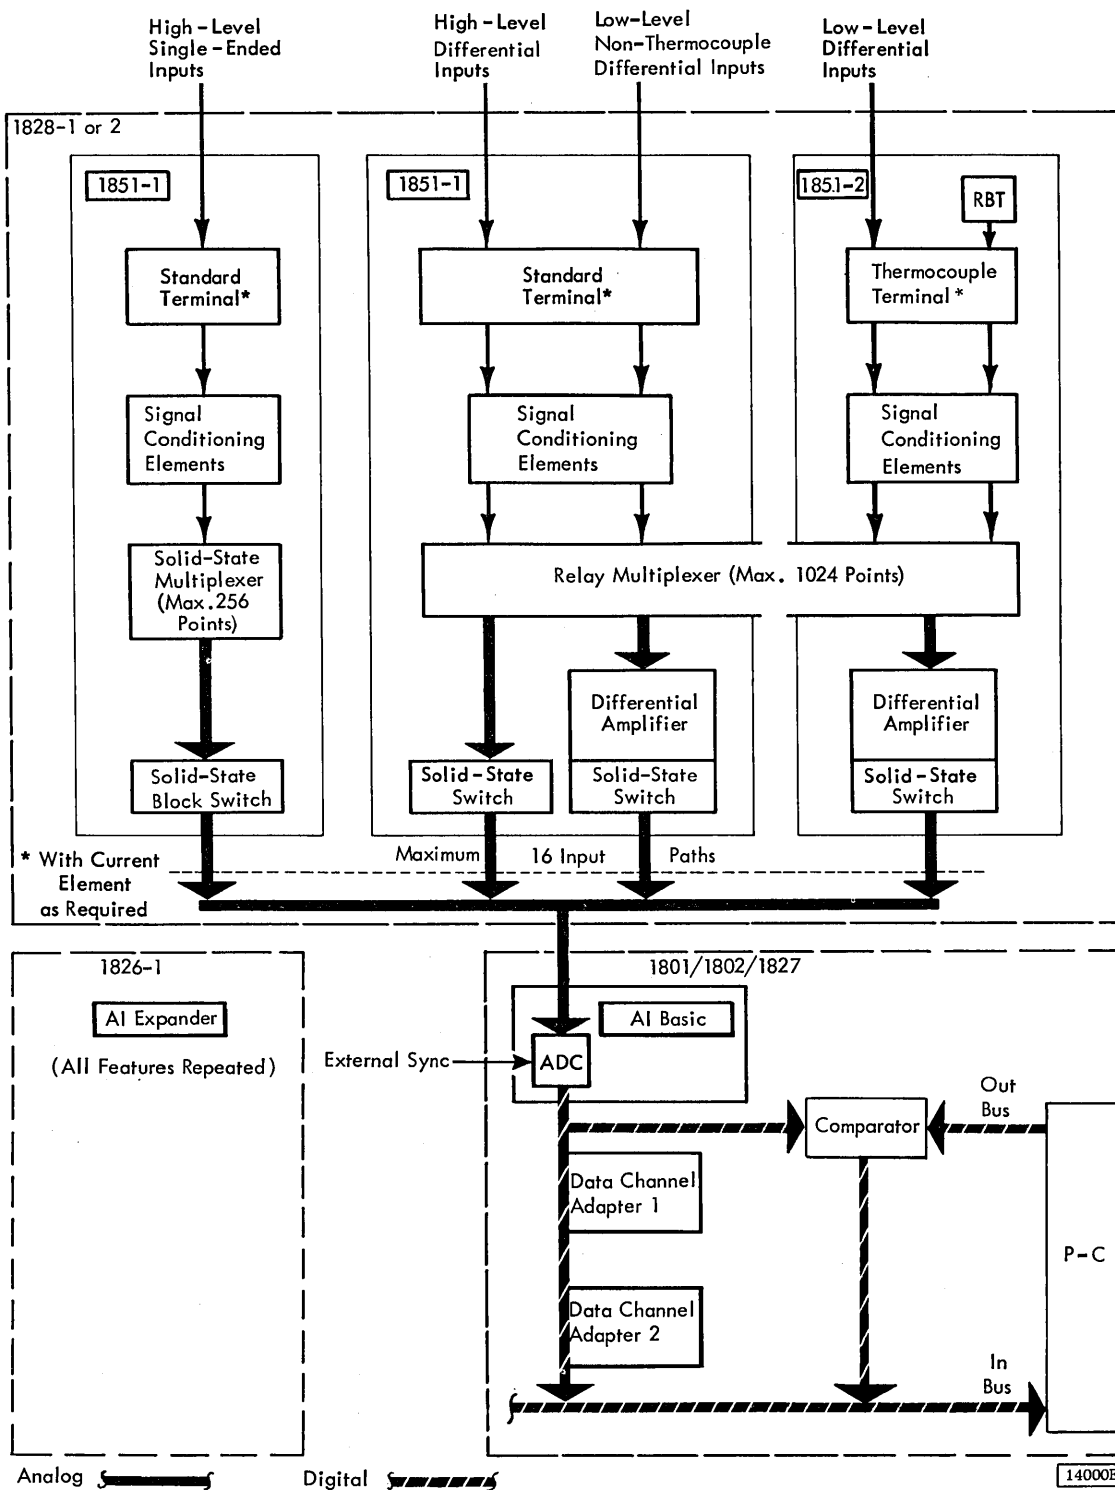 High-Level
Single-Ended
Inputs
High-Level
Differential
Inputs
Low-Level
Non-Thermocouple
Differential Inputs
Low-Level
Differential
Inputs
1828-1 or 2
1851-1
1851-1
1851-2
RBT
Standard
Terminal*
Standard
Terminal*
Thermocouple
Terminal *
Signal
Conditioning
Elements
Signal
Conditioning
Elements
Signal
Conditioning
Elements
Solid-State
Multiplexer
(Max. 256
Points)
Relay Multiplexer (Max. 1024 Points)
Differential
Amplifier
Differential
Amplifier
Solid-State
Block Switch
Solid-State
Switch
Solid-State
Switch
Solid-State
Switch
* With Current
Element
as Required
Maximum 16 Input Paths
1826-1
AI Expander
(All Features Repeated)
1801/1802/1827
AI Basic
External Sync
ADC
Out
Bus
Comparator
Data Channel
Adapter 1
P-C
Data Channel
Adapter 2
In
Bus
Analog
Digital
14000E